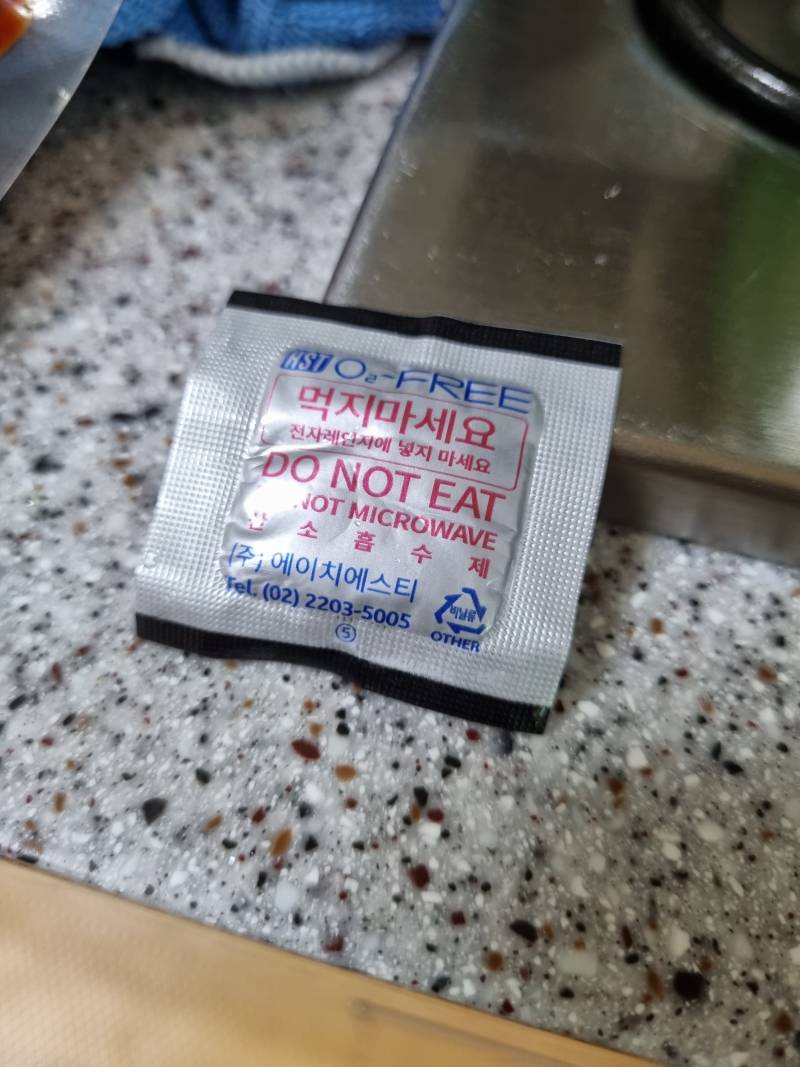 HST O₂-FREE
먹지마세요
전자레인지에 넣지 마세요
DO NOT EAT
NOT MICROWAVE
산 소 흡 수 제
(주) 에이치에스티
Tel. (02) 2203-5005
비닐류
OTHER
⑤